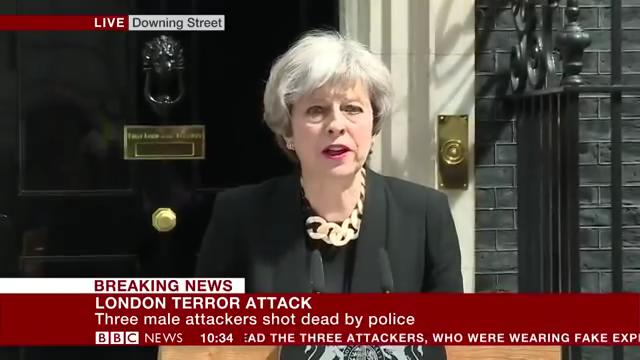 LIVE Downing Street
BREAKING NEWS
LONDON TERROR ATTACK
Three male attackers shot dead by police
BBC NEWS 10:34 EAD THE THREE ATTACKERS, WHO WERE WEARING FAKE EXP